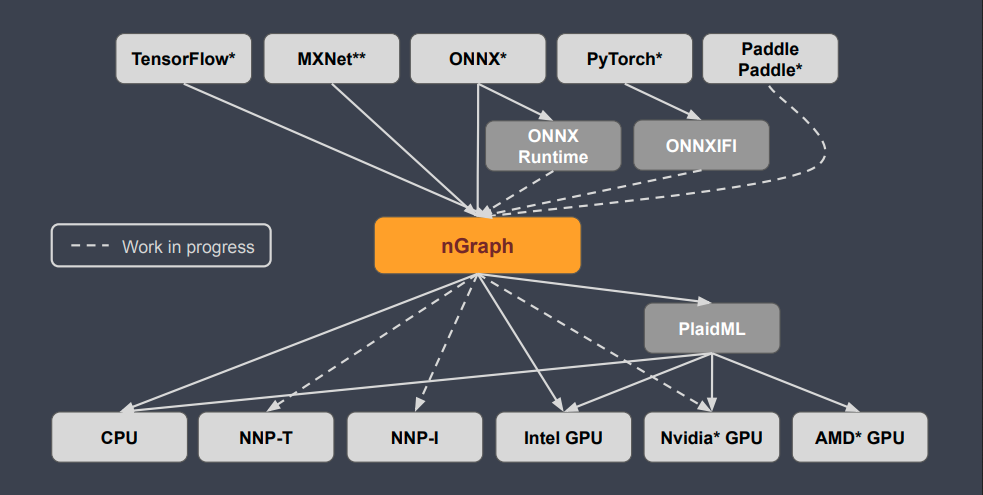 TensorFlow*
MXNet**
ONNX*
PyTorch*
Paddle
Paddle*
ONNX
Runtime
ONNXIFI
nGraph
Work in progress
PlaidML
CPU
NNP-T
NNP-I
Intel GPU
Nvidia* GPU
AMD* GPU